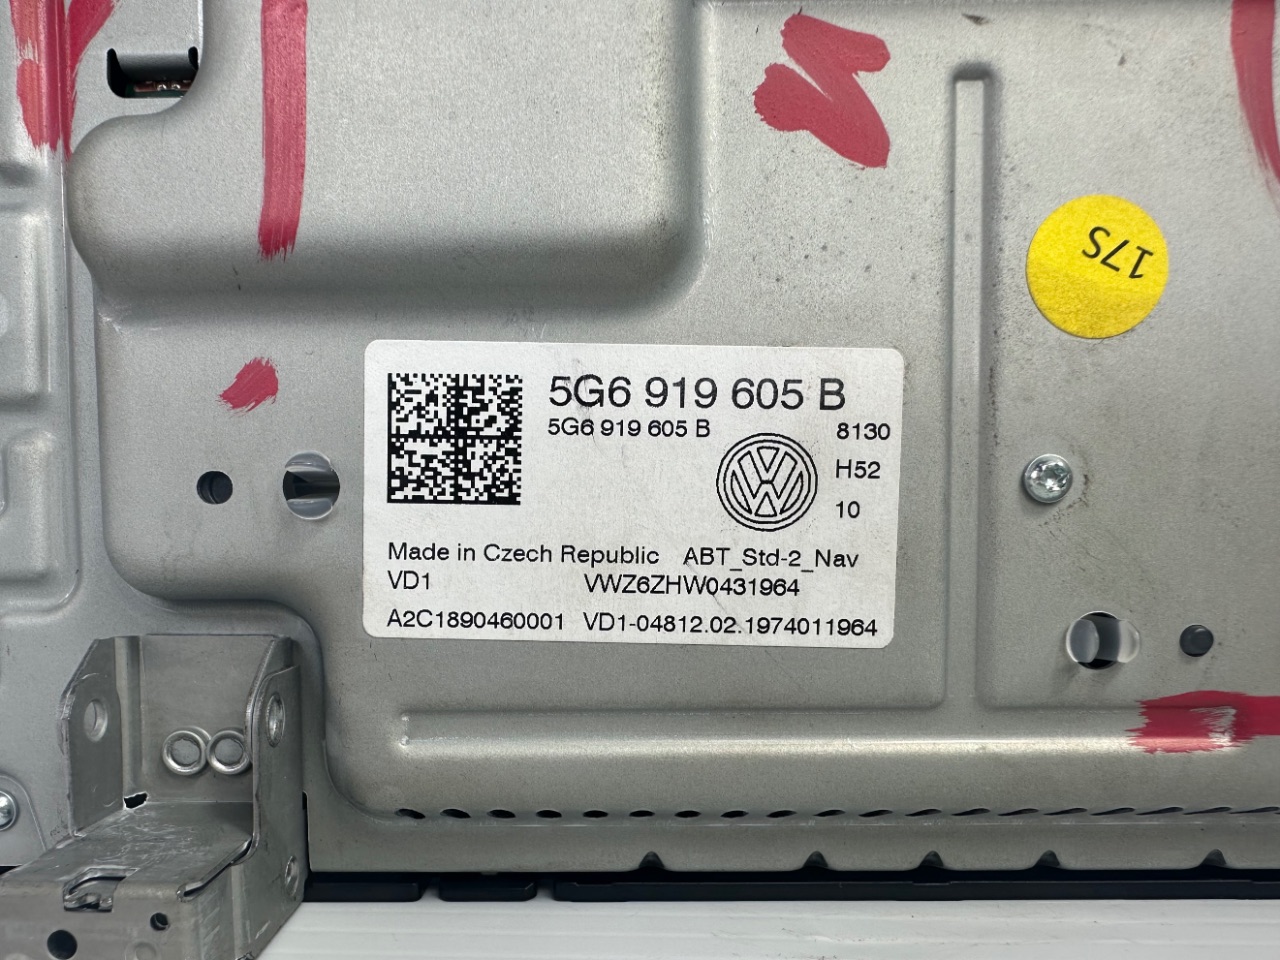 17S
5G6 919 605 B
5G6 919 605 B
8130
H52
10
Made in Czech Republic ABT_Std-2_Nav
VD1 VWZ6ZHW0431964
A2C1890460001 VD1-04812.02.1974011964